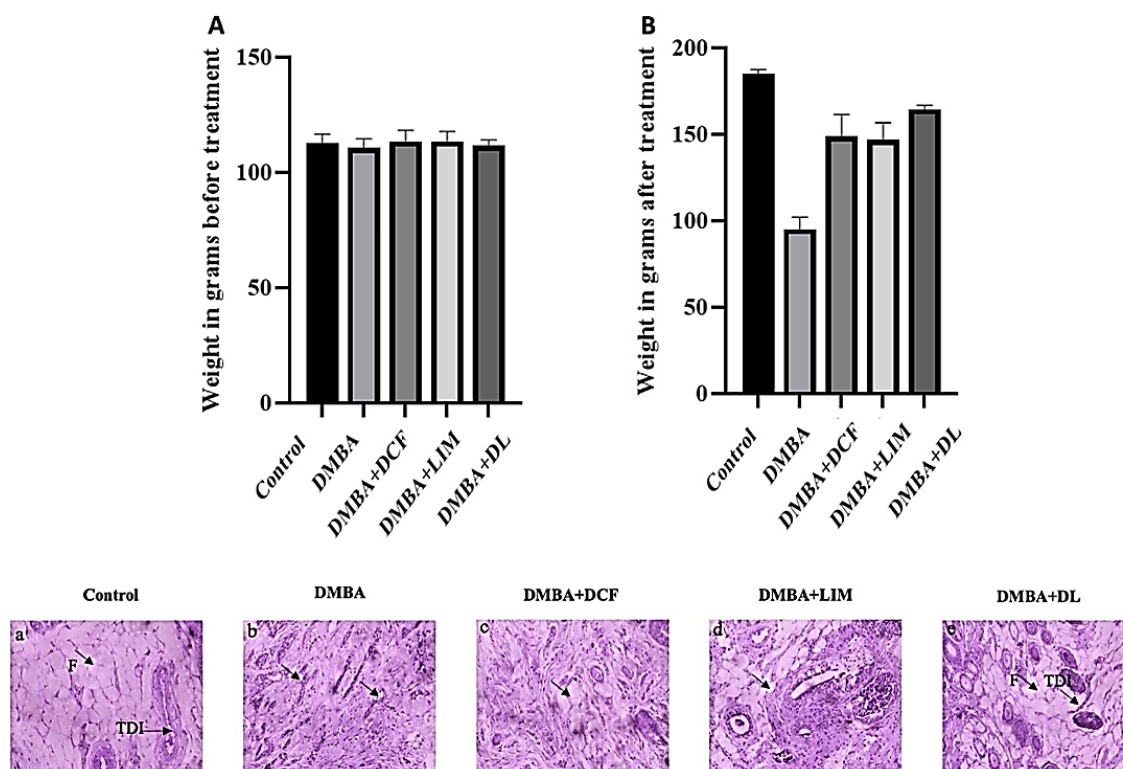 A
Weight in grams before treatment
150
100
50
0
Control
DMBA
DMBA+DCF
DMBA+LIM
DMBA+DL
B
Weight in grams after treatment
200
150
100
50
0
Control
DMBA
DMBA+DCF
DMBA+LIM
DMBA+DL
Control
DMBA
DMBA+DCF
DMBA+LIM
DMBA+DL
a
F
TDI
b
c
d
e
F TDI